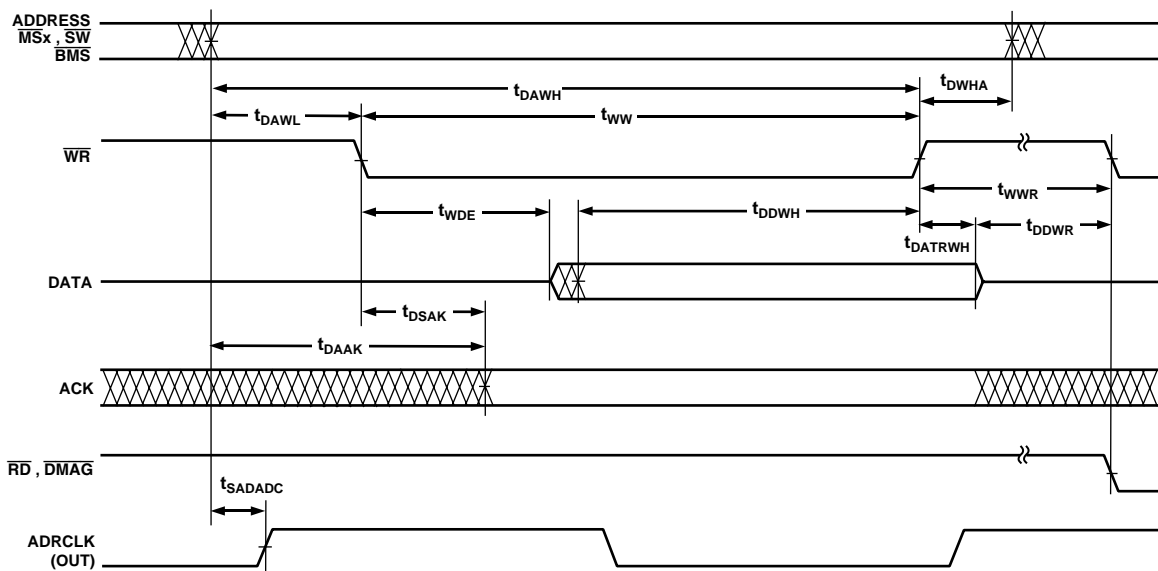 ADDRESS
MSx , SW
BMS
tDAWH
tDWHA
tDAWL
tWW
WR
tWWR
tWDE
tDDWH
tDDWR
tDATRWH
DATA
tDSAK
tDAAK
ACK
RD , DMAG
tSADADC
ADRCLK
(OUT)